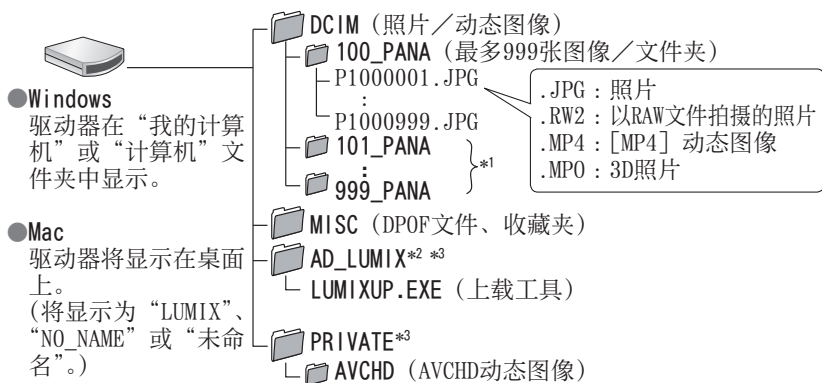 ●Windows
驱动器在“我的计算
机”或“计算机”文
件夹中显示。
●Mac
驱动器将显示在桌面
上。
(将显示为“LUMIX”、
“NO_NAME”或“未命
名”。)
DCIM（照片／动态图像）
100_PANA（最多999张图像／文件夹）
P1000001.JPG
:
P1000999.JPG
101_PANA
:
999_PANA
*1
.JPG：照片
.RW2：以RAW文件拍摄的照片
.MP4：[MP4] 动态图像
.MPO：3D照片
MISC（DPOF文件、收藏夹）
AD_LUMIX*2 *3
LUMIXUP.EXE（上载工具）
PRIVATE*3
AVCHD（AVCHD动态图像）